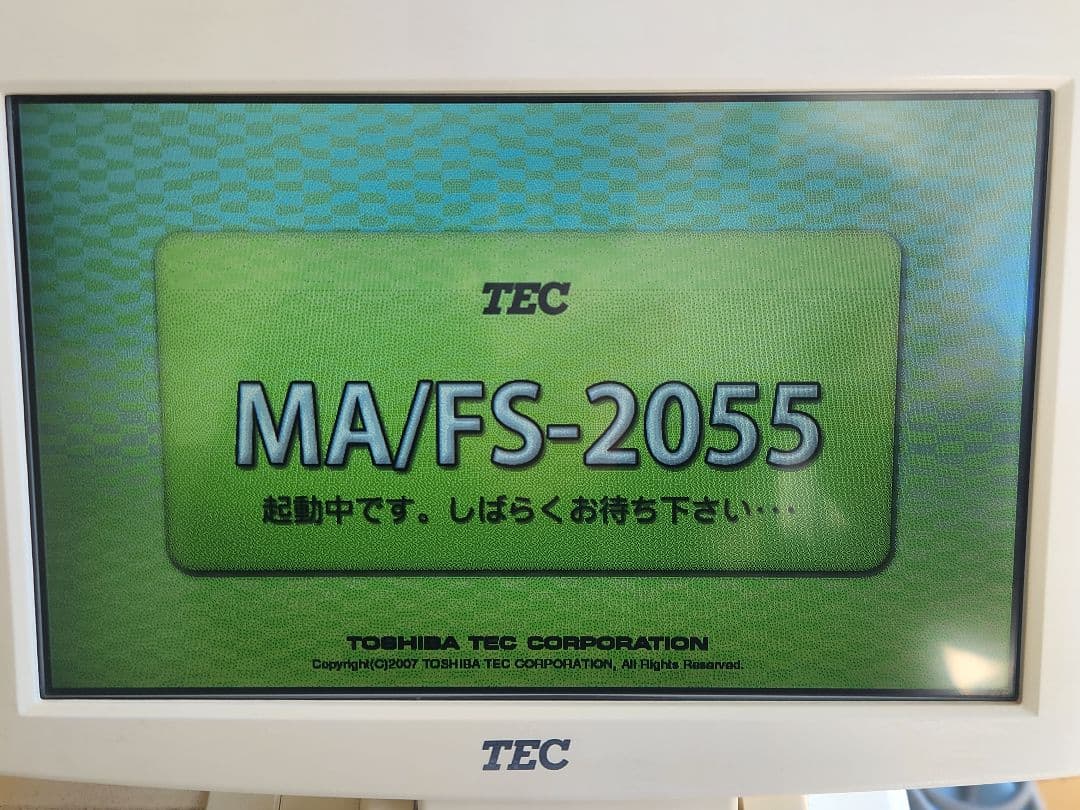 TEC
MA/FS-2055
起動中です。しばらくお待ち下さい･･･
TOSHIBA TEC CORPORATION
Copyright(C)2007 TOSHIBA TEC CORPORATION, All Rights Reserved.
TEC